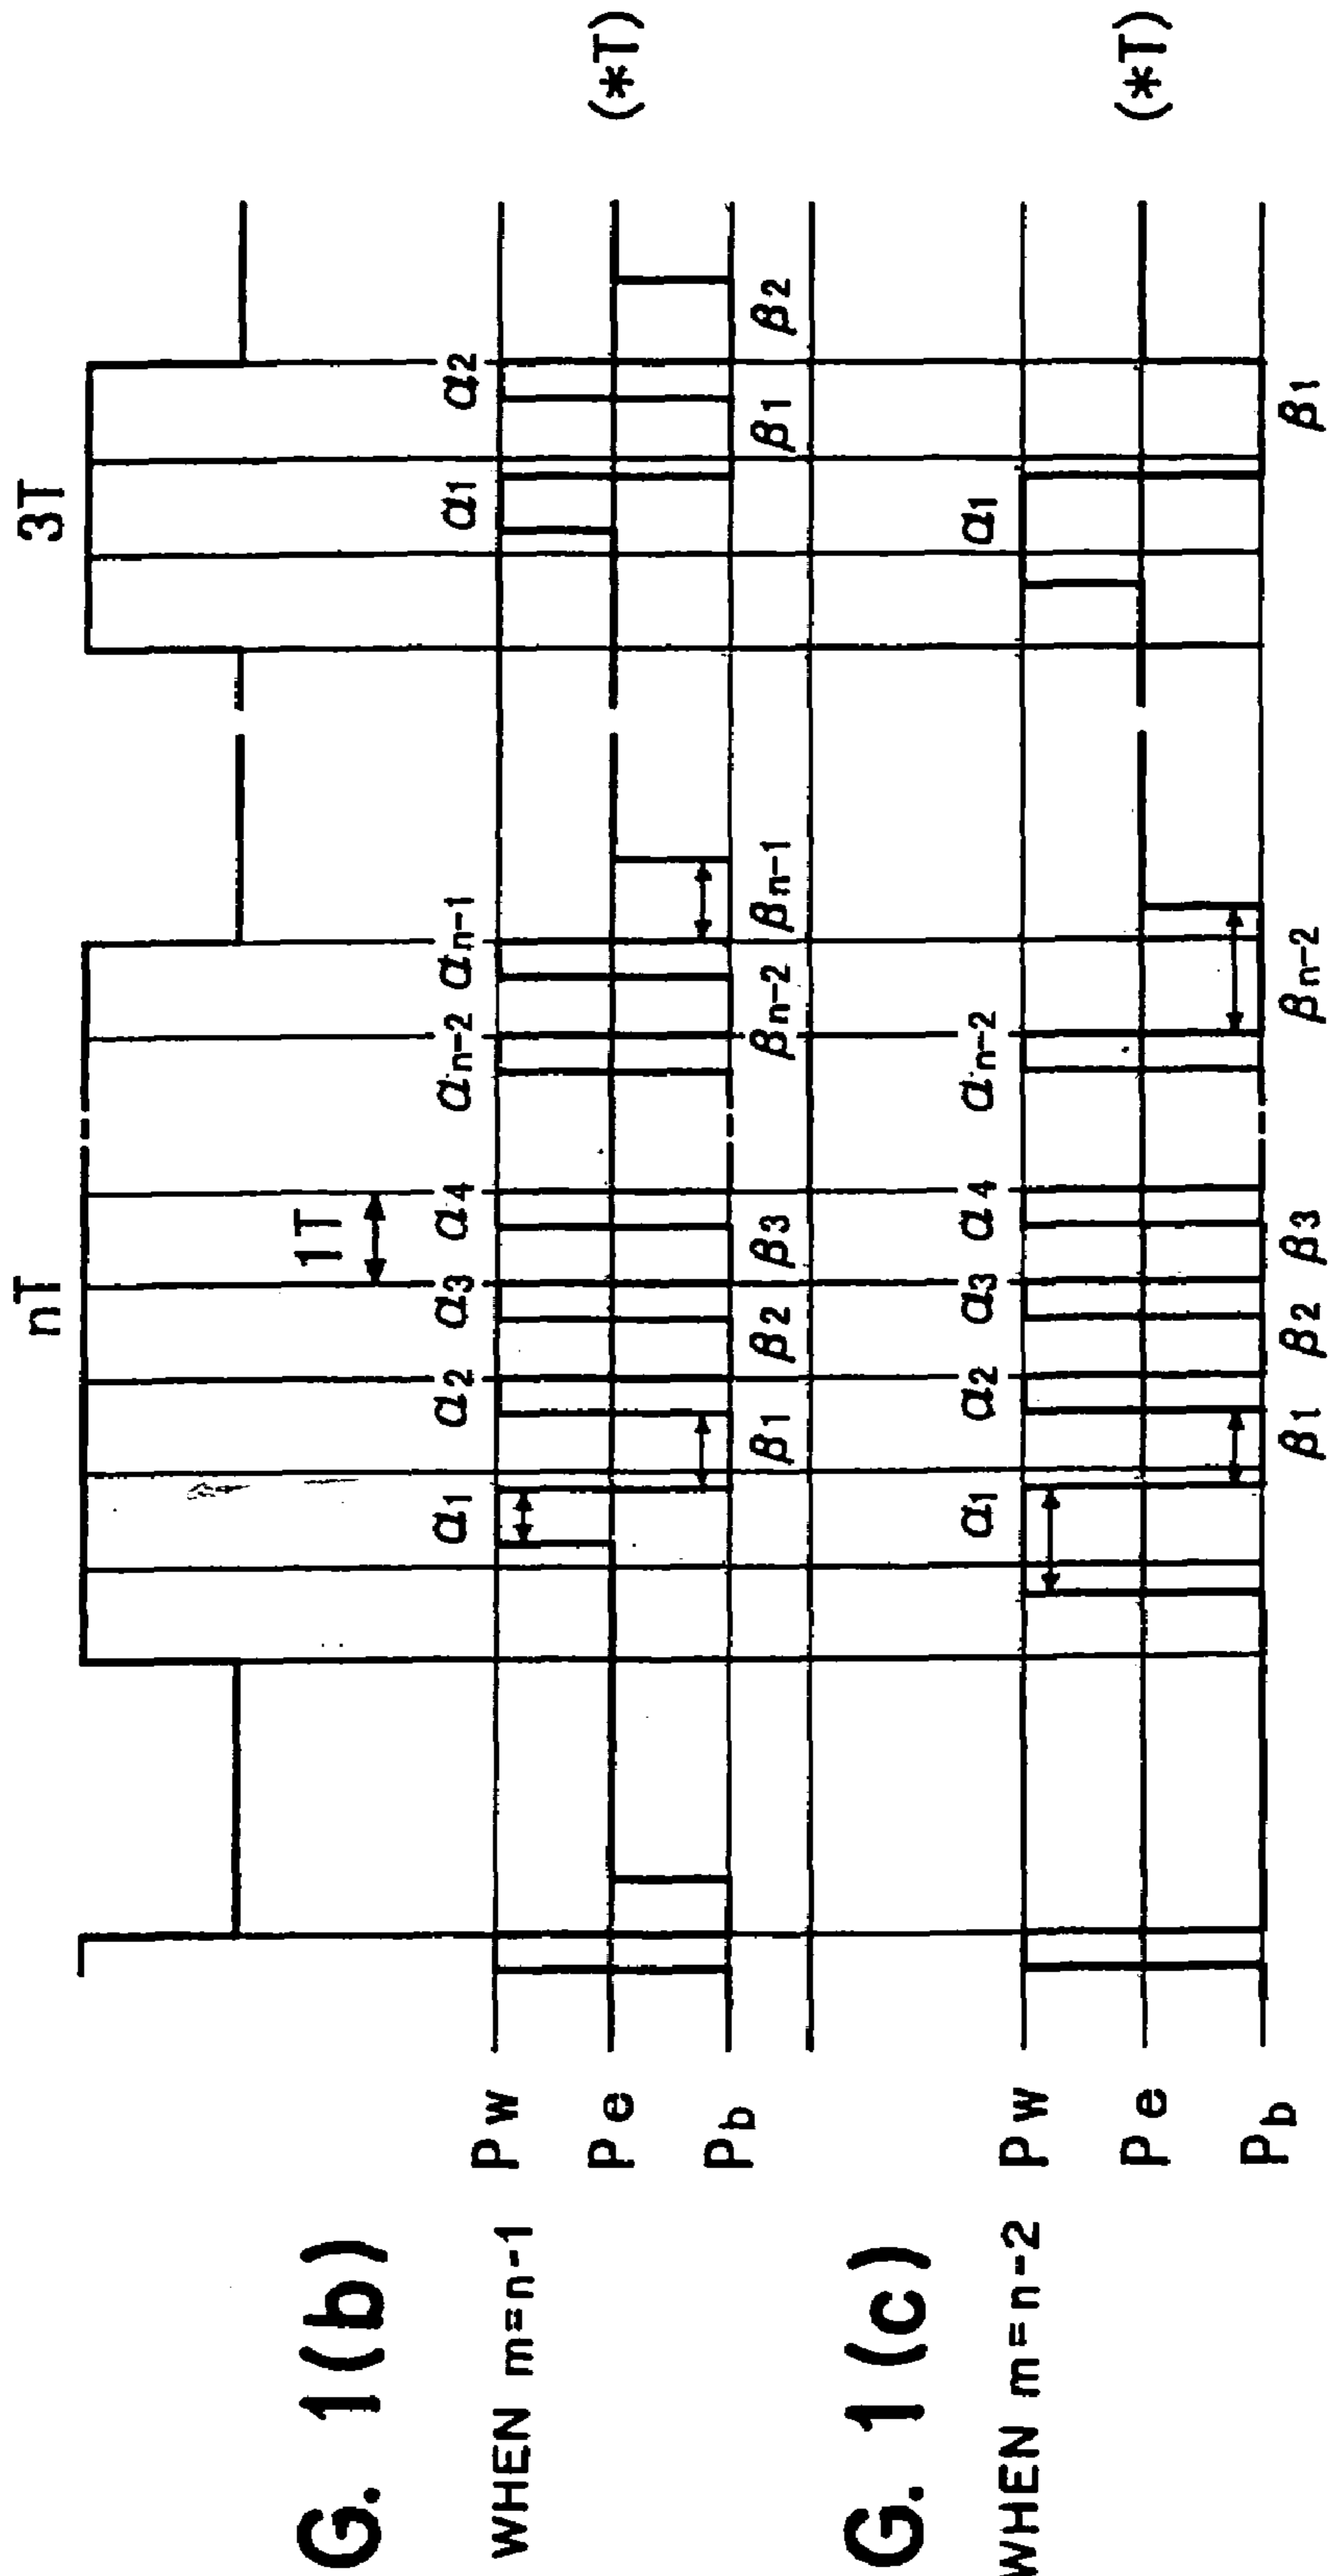 nT 3T
1T
G. 1(b)
WHEN m=n-1
Pw
Pe
Pb
α1 α2 α3 α4 αn-2 αn-1 α1 α2
β1 β2 β3 βn-2 βn-1 β1 β2
(*T)
G. 1(c)
WHEN m=n-2
Pw
Pe
Pb
α1 α2 α3 α4 αn-2 α1
β1 β2 β3 βn-2 β1
(*T)